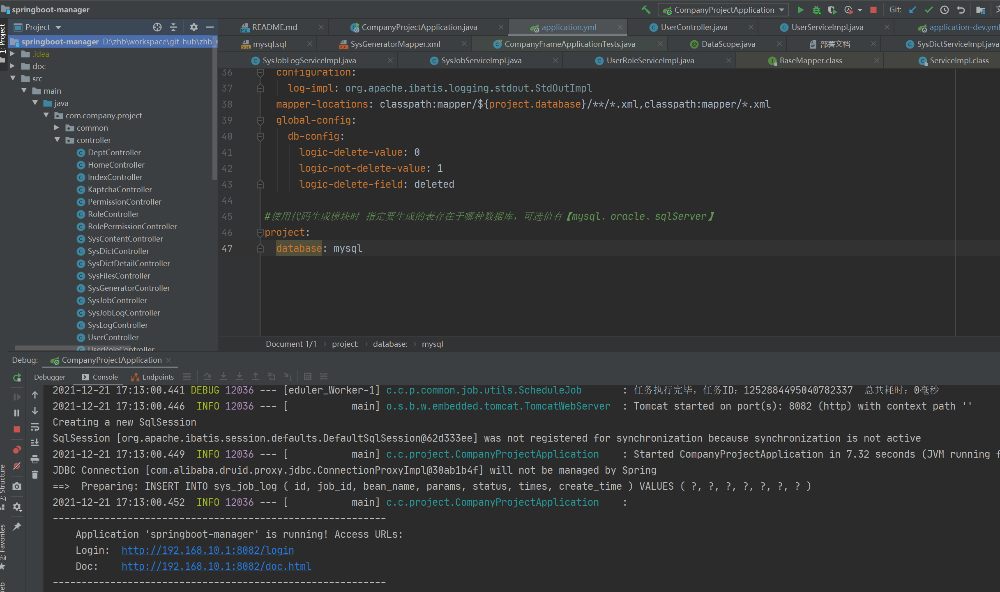 springboot-manager
CompanyProjectApplication
Git:
1: Project
Project
springboot-manager D:\zhb\workspace\git-hub\zhb_s
.idea
doc
src
main
java
com.company.project
common
controller
DeptController
HomeController
IndexController
KaptchaController
PermissionController
RoleController
RolePermissionController
SysContentController
SysDictController
SysDictDetailController
SysFilesController
SysGeneratorController
SysJobController
SysJobLogController
SysLogController
UserController
UserRoleController
README.md
CompanyProjectApplication.java
application.yml
UserController.java
UserServiceImpl.java
application-dev.yml
mysql.sql
SysGeneratorMapper.xml
CompanyFrameApplicationTests.java
DataScope.java
部署文档
SysDictServiceImpl.java
SysJobLogServiceImpl.java
SysJobServiceImpl.java
UserRoleServiceImpl.java
BaseMapper.class
ServiceImpl.class
36 configuration:
37 log-impl: org.apache.ibatis.logging.stdout.StdOutImpl
38 mapper-locations: classpath:mapper/${project.database}/**/*.xml,classpath:mapper/*.xml
39 global-config:
40 db-config:
41 logic-delete-value: 0
42 logic-not-delete-value: 1
43 logic-delete-field: deleted
44
45 #使用代码生成模块时 指定要生成的表存在于哪种数据库，可选值有【mysql、oracle、sqlServer】
46 project:
47 database: mysql
Document 1/1 › project: › database: › mysql
Debug: CompanyProjectApplication
Debugger Console Endpoints
2021-12-21 17:13:00.441 DEBUG 12036 --- [eduler_Worker-1] c.c.p.common.job.utils.ScheduleJob : 任务执行完毕，任务ID：1252884495040782337 总共耗时：0毫秒
2021-12-21 17:13:00.446 INFO 12036 --- [ main] o.s.b.w.embedded.tomcat.TomcatWebServer : Tomcat started on port(s): 8082 (http) with context path ''
Creating a new SqlSession
SqlSession [org.apache.ibatis.session.defaults.DefaultSqlSession@62d333ee] was not registered for synchronization because synchronization is not active
2021-12-21 17:13:00.449 INFO 12036 --- [ main] c.c.project.CompanyProjectApplication : Started CompanyProjectApplication in 7.32 seconds (JVM running f
JDBC Connection [com.alibaba.druid.proxy.jdbc.ConnectionProxyImpl@30ab1b4f] will not be managed by Spring
==> Preparing: INSERT INTO sys_job_log ( id, job_id, bean_name, params, status, times, create_time ) VALUES ( ?, ?, ?, ?, ?, ?, ? )
2021-12-21 17:13:00.452 INFO 12036 --- [ main] c.c.project.CompanyProjectApplication :
----------------------------------------------------------
Application 'springboot-manager' is running! Access URLs:
Login: http://192.168.10.1:8082/login
Doc: http://192.168.10.1:8082/doc.html
----------------------------------------------------------
7: Structure
2: Favorites